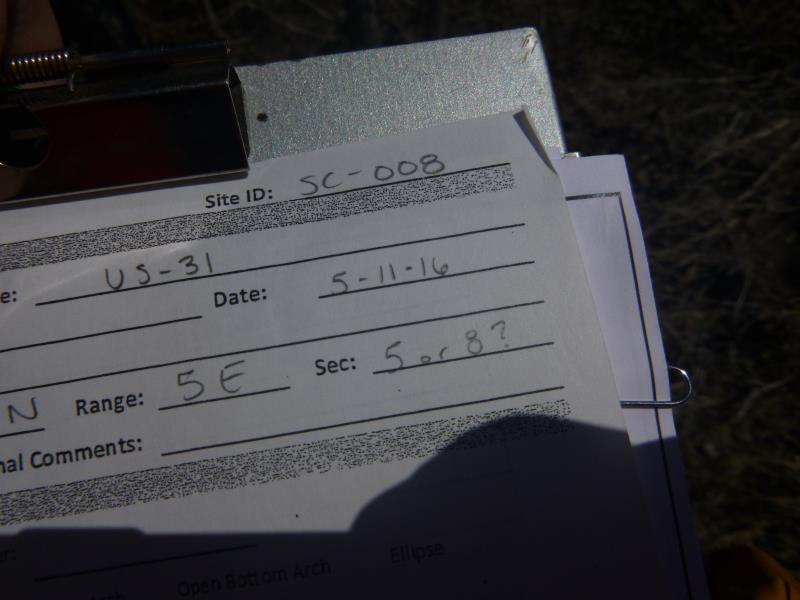 Site ID: SC-008
e: US-31
Date: 5-11-16
N Range: 5E Sec: 5 or 8?
nal Comments:
er:
Open Bottom Arch Ellipse